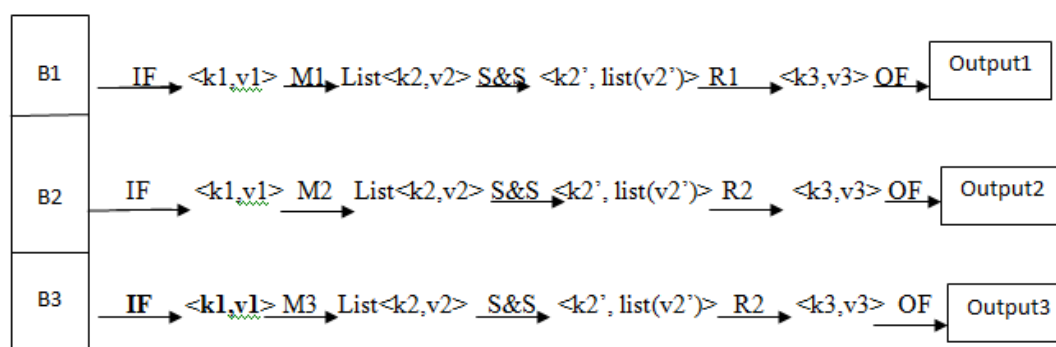 B1 IF <k1,v1> M1 List<k2,v2> S&S <k2’, list(v2’)> R1 <k3,v3> OF Output1
B2 IF <k1,v1> M2 List<k2,v2> S&S <k2’, list(v2’)> R2 <k3,v3> OF Output2
B3 IF <k1,v1> M3 List<k2,v2> S&S <k2’, list(v2’)> R2 <k3,v3> OF Output3